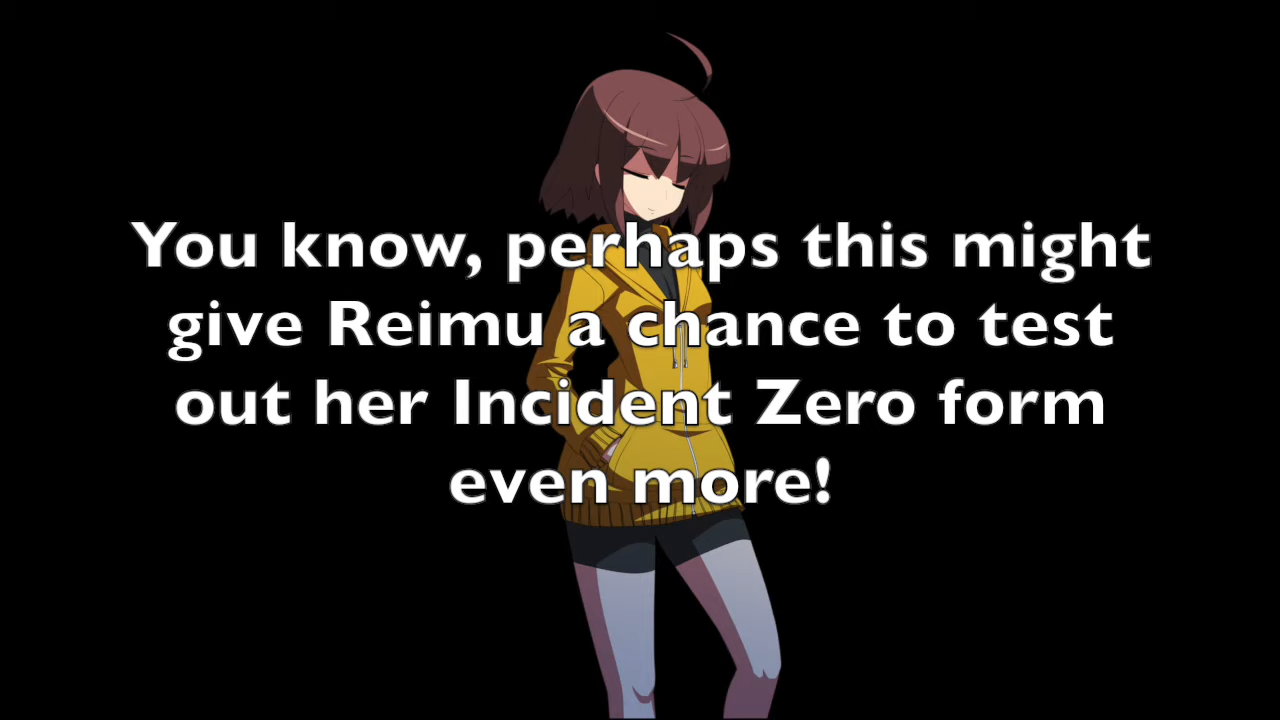 You know, perhaps this might
give Reimu a chance to test
out her Incident Zero form
even more!